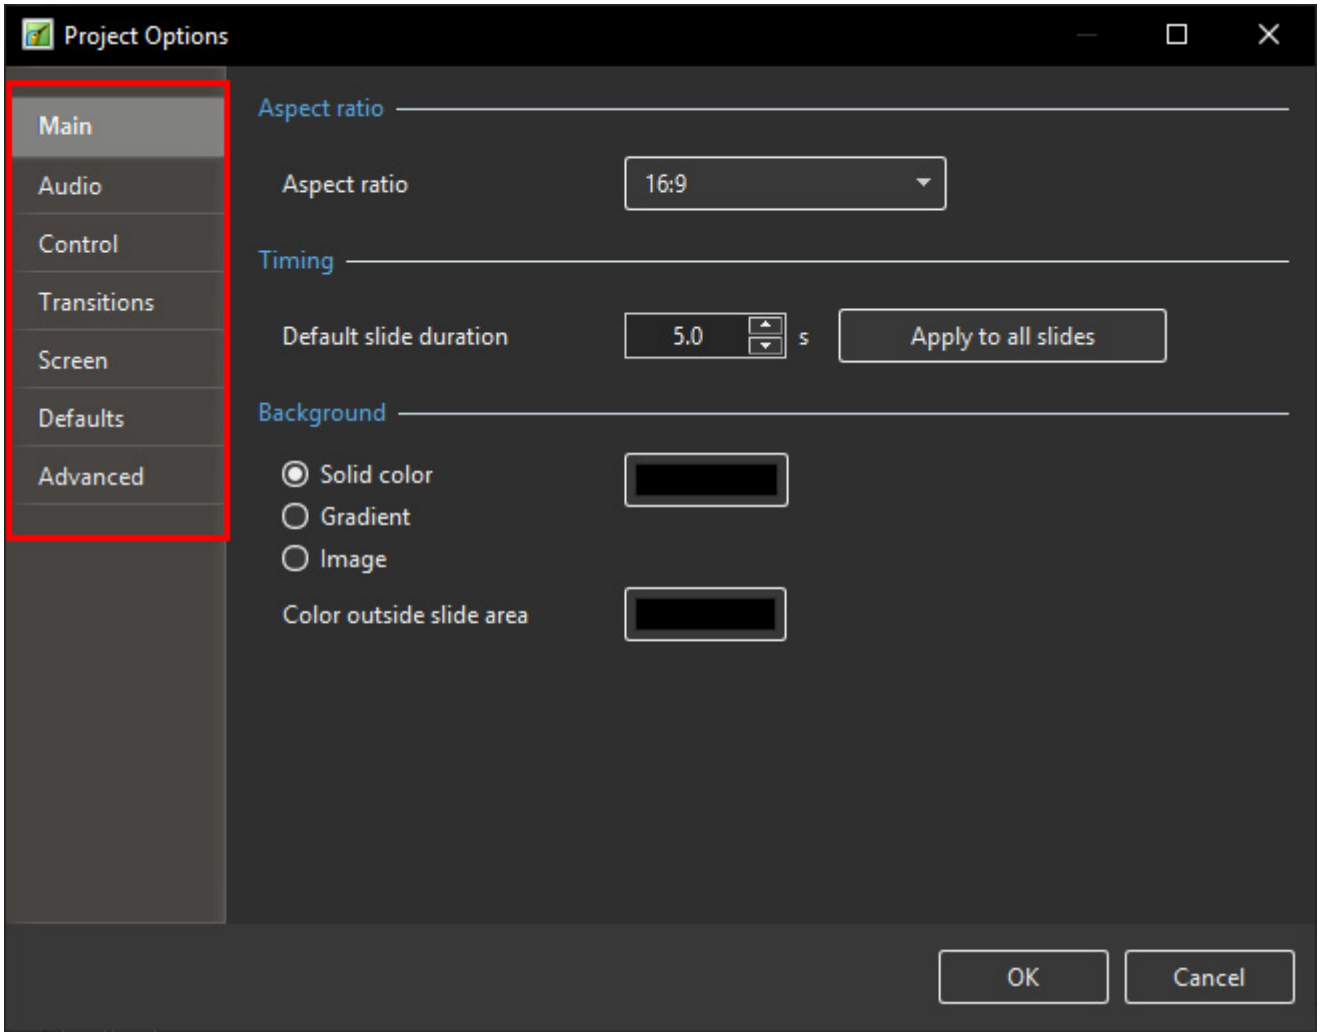 Project Options
Main
Audio
Control
Transitions
Screen
Defaults
Advanced
Aspect ratio
Aspect ratio 16:9
Timing
Default slide duration 5.0 s Apply to all slides
Background
Solid color
Gradient
Image
Color outside slide area
OK Cancel